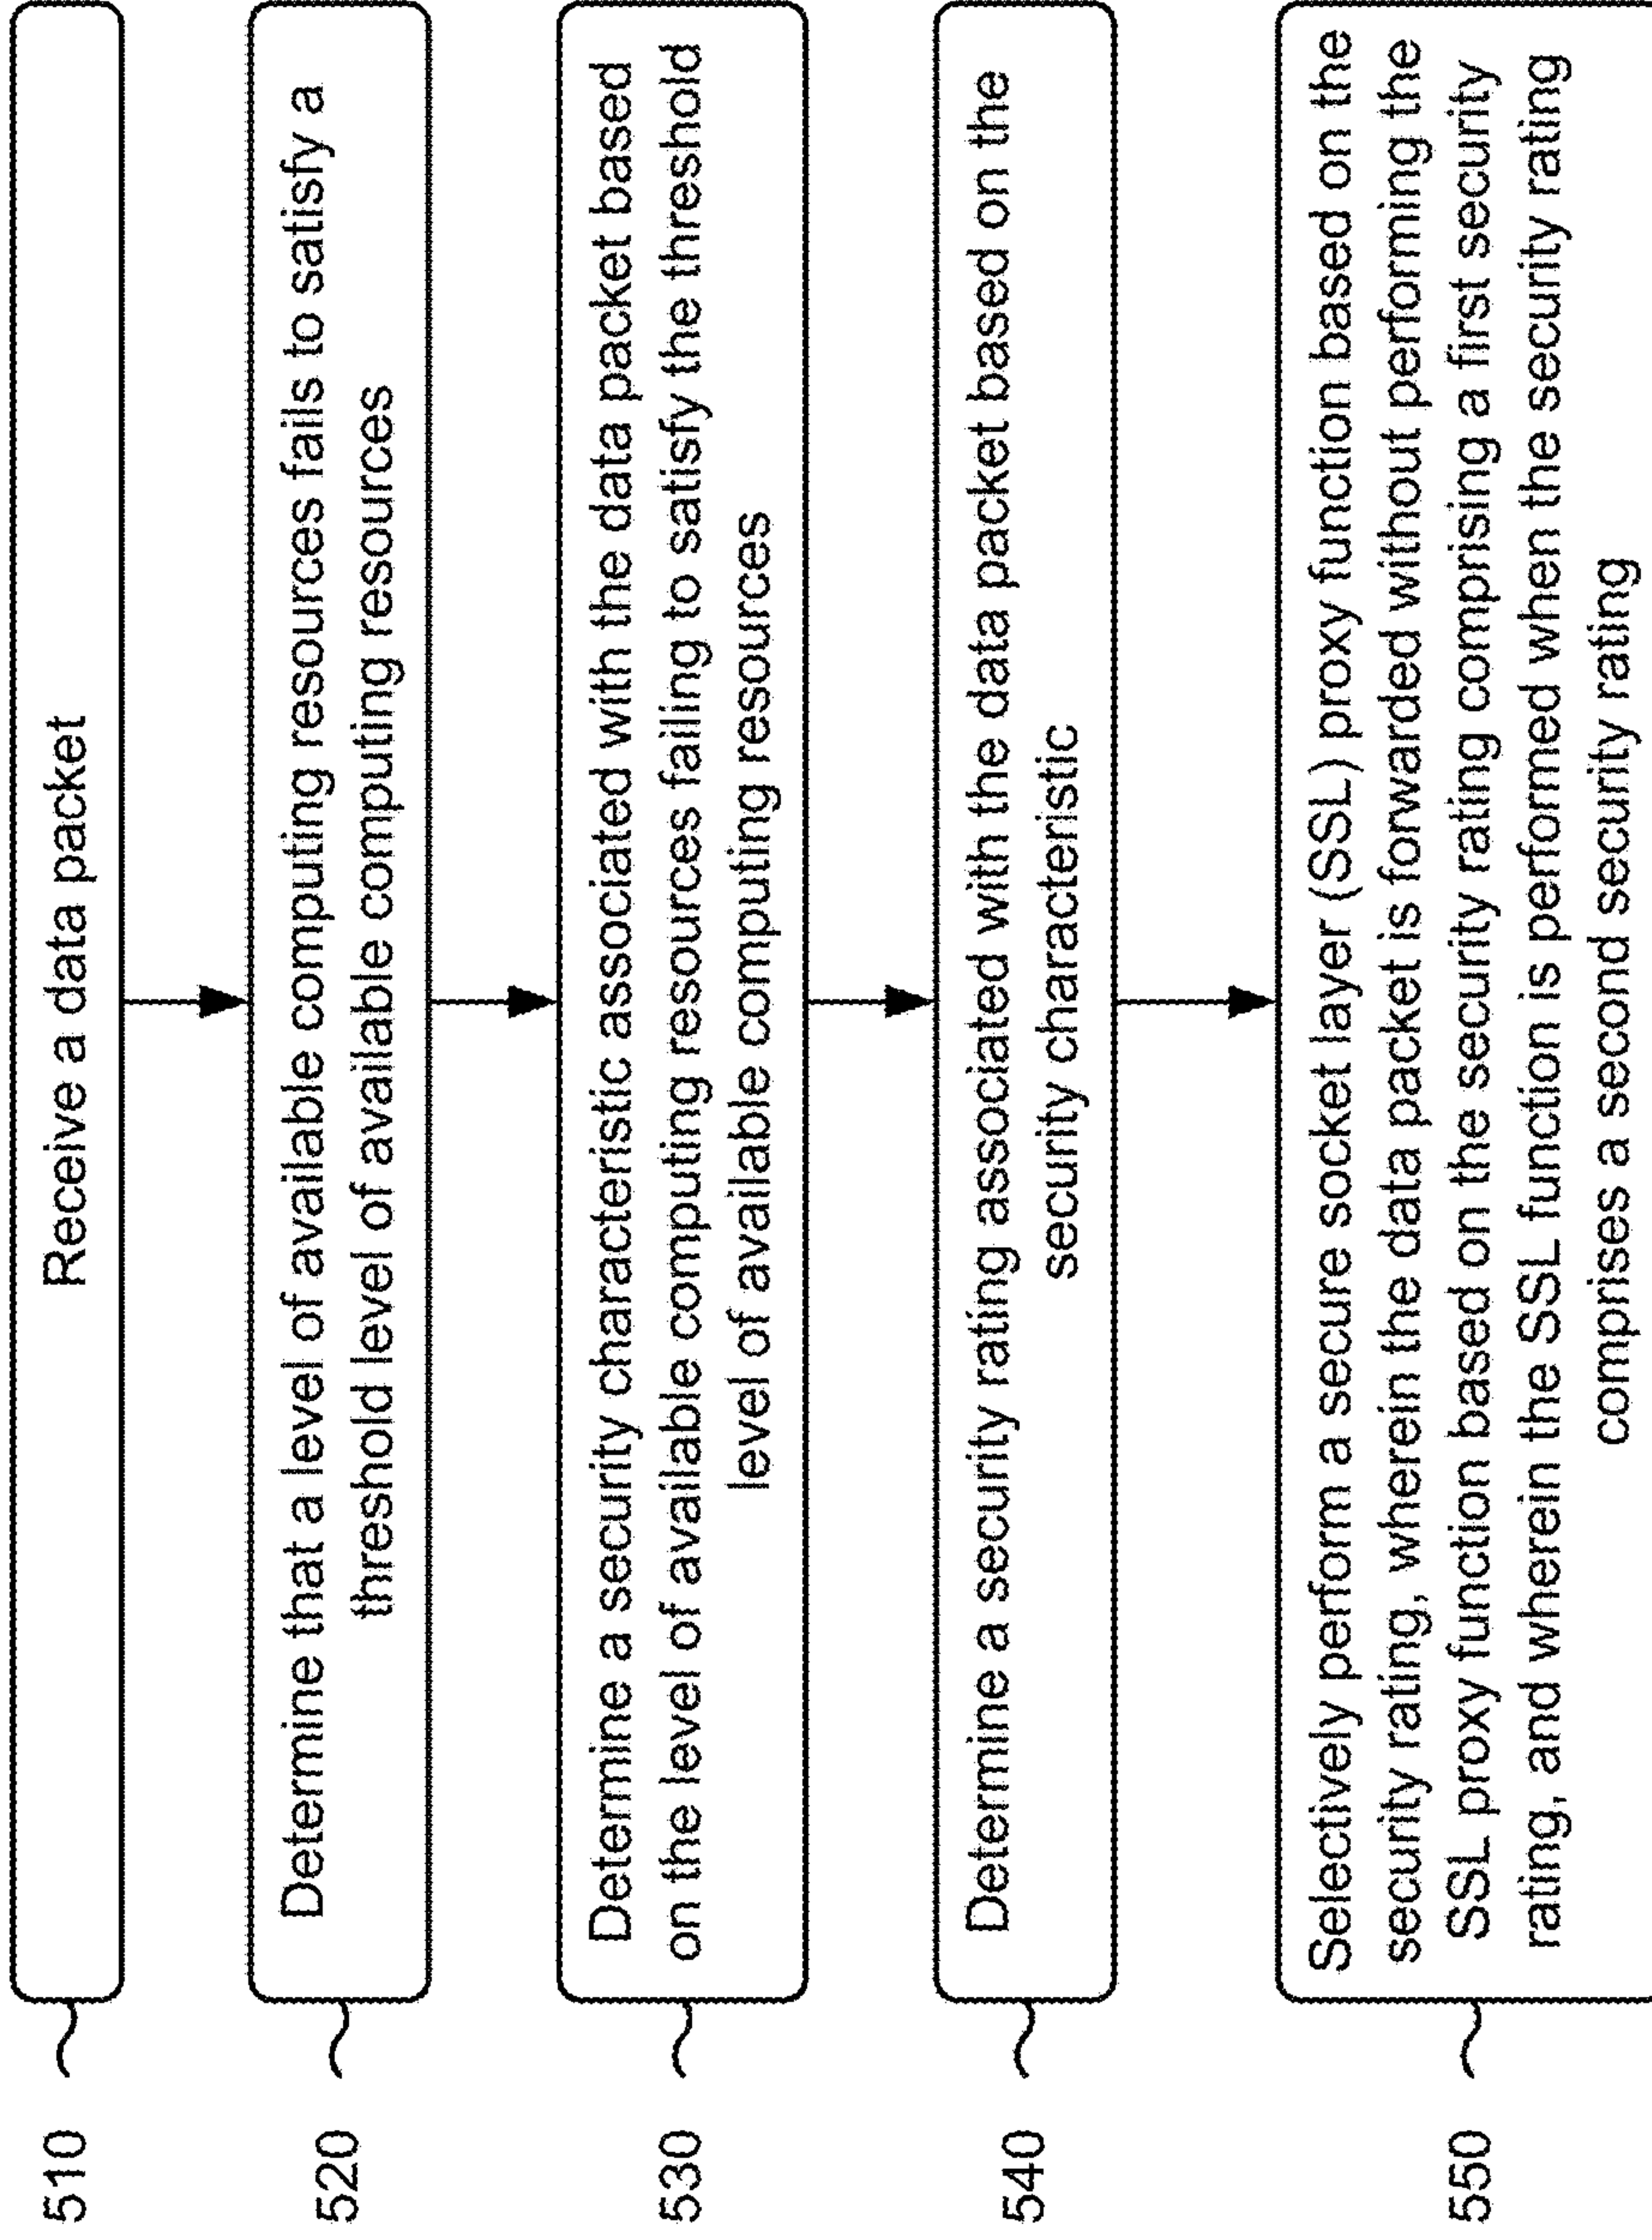 510
Receive a data packet
520
Determine that a level of available computing resources fails to satisfy a
threshold level of available computing resources
530
Determine a security characteristic associated with the data packet based
on the level of available computing resources failing to satisfy the threshold
level of available computing resources
540
Determine a security rating associated with the data packet based on the
security characteristic
550
Selectively perform a secure socket layer (SSL) proxy function based on the
security rating, wherein the data packet is forwarded without performing the
SSL proxy function based on the security rating comprising a first security
rating, and wherein the SSL function is performed when the security rating
comprises a second security rating